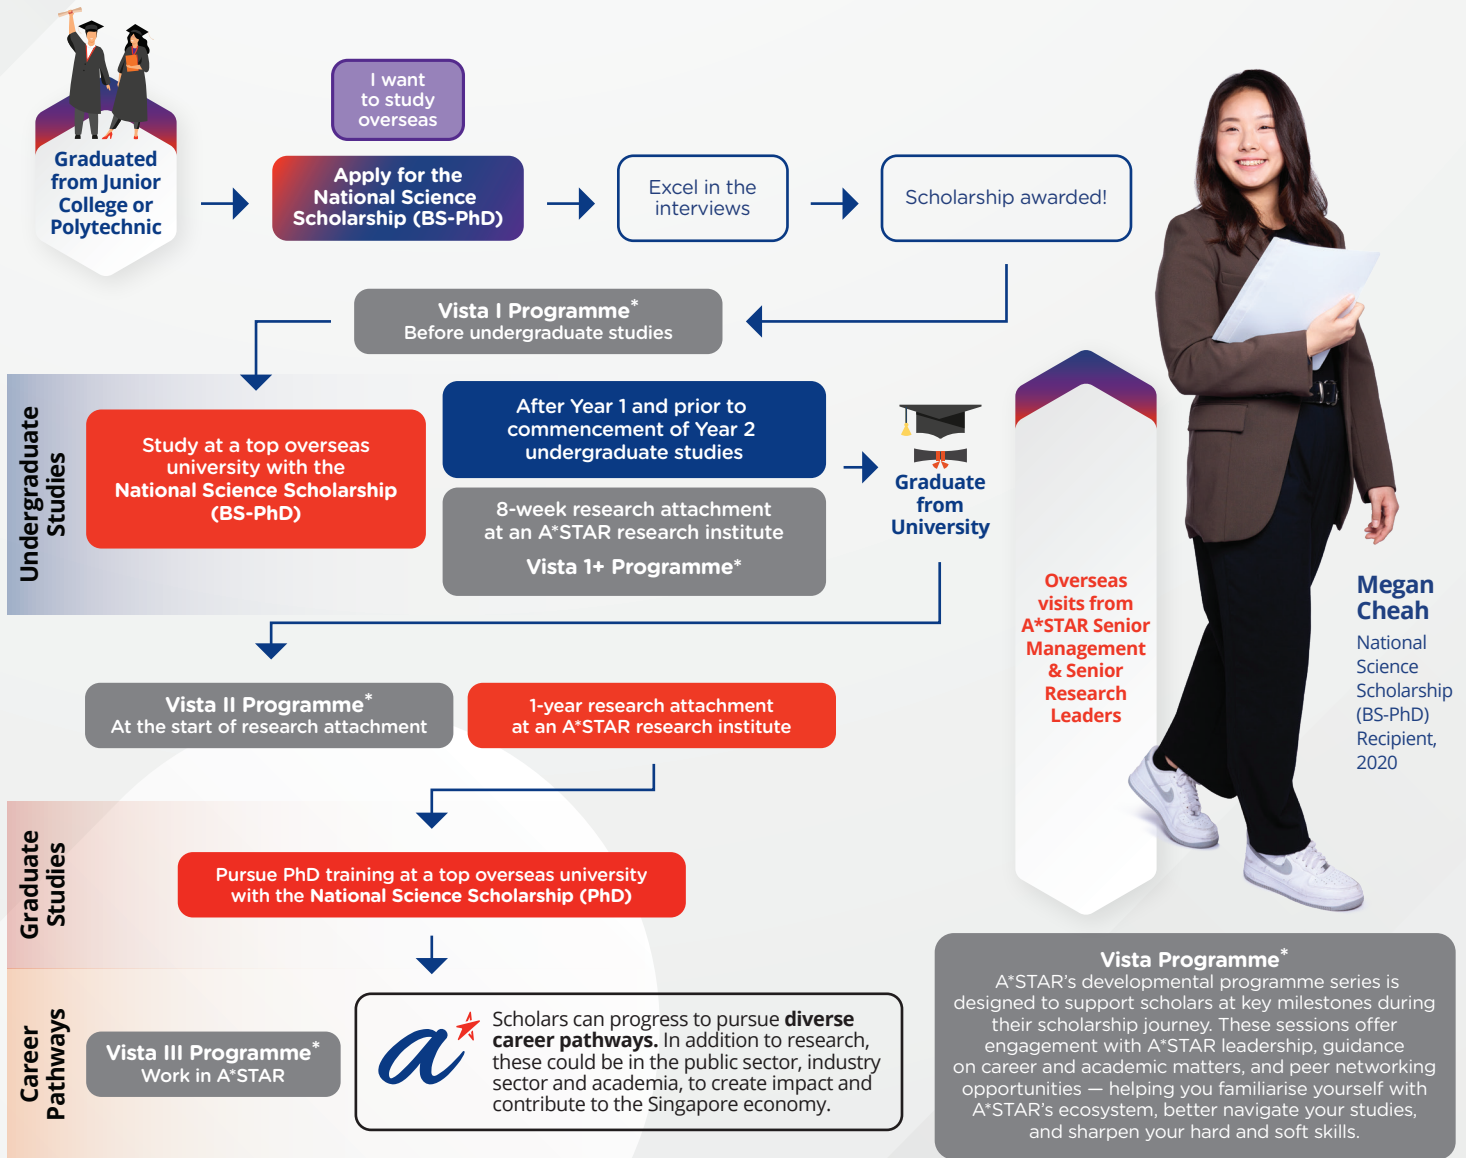 I want
to study
overseas
Graduated
from Junior
College or
Polytechnic
Apply for the
National Science
Scholarship (BS-PhD)
Excel in the
interviews
Scholarship awarded!
Vista I Programme*
Before undergraduate studies
Undergraduate
Studies
Study at a top overseas
university with the
National Science Scholarship
(BS-PhD)
After Year 1 and prior to
commencement of Year 2
undergraduate studies
8-week research attachment
at an A*STAR research institute
Vista 1+ Programme*
Graduate
from
University
Overseas
visits from
A*STAR Senior
Management
& Senior
Research
Leaders
Megan
Cheah
National
Science
Scholarship
(BS-PhD)
Recipient,
2020
Vista II Programme*
At the start of research attachment
1-year research attachment
at an A*STAR research institute
Graduate
Studies
Pursue PhD training at a top overseas university
with the National Science Scholarship (PhD)
Career
Pathways
Vista III Programme*
Work in A*STAR
a
Scholars can progress to pursue diverse
career pathways. In addition to research,
these could be in the public sector, industry
sector and academia, to create impact and
contribute to the Singapore economy.
Vista Programme*
A*STAR's developmental programme series is
designed to support scholars at key milestones during
their scholarship journey. These sessions offer
engagement with A*STAR leadership, guidance
on career and academic matters, and peer networking
opportunities — helping you familiarise yourself with
A*STAR's ecosystem, better navigate your studies,
and sharpen your hard and soft skills.